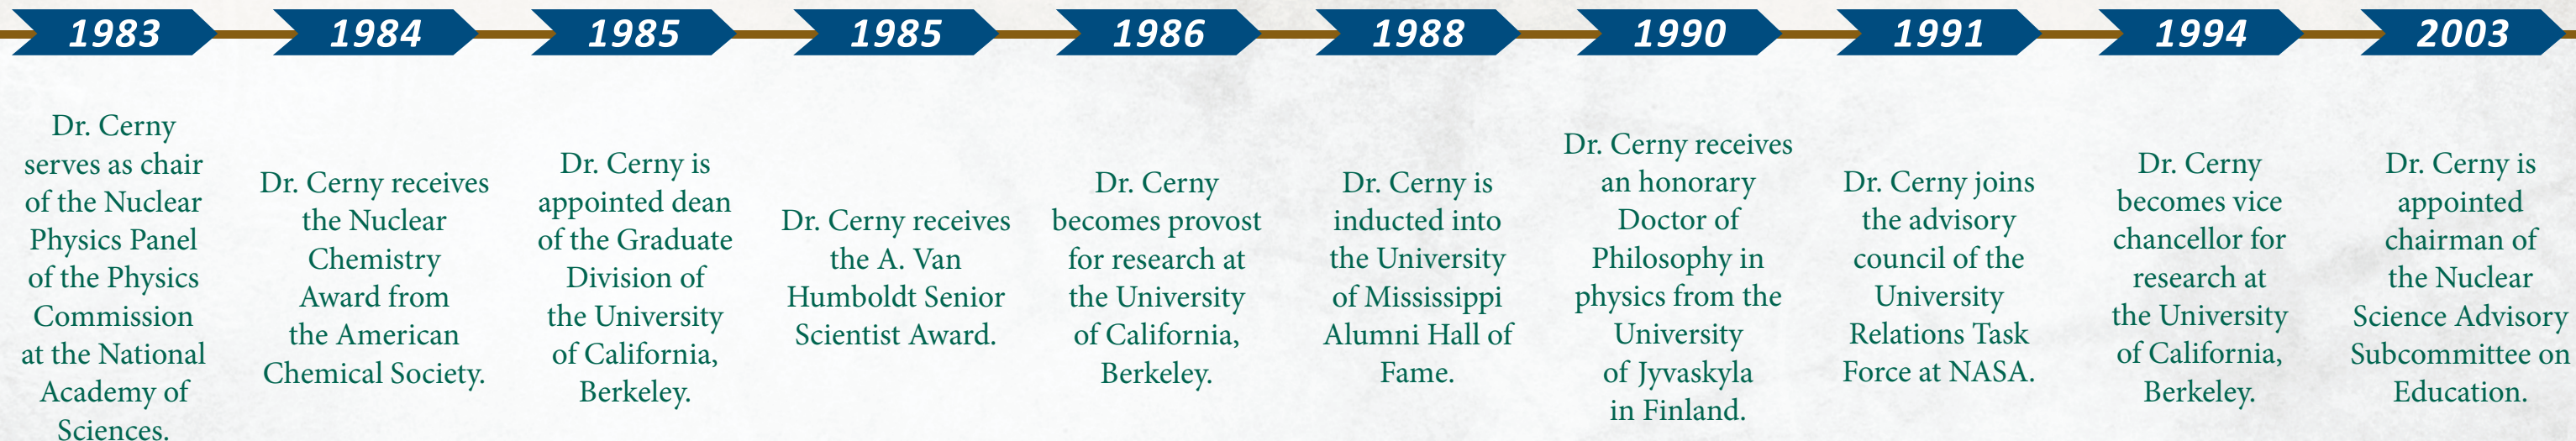 1983
Dr. Cerny
serves as chair
of the Nuclear
Physics Panel
of the Physics
Commission
at the National
Academy of
Sciences.
1984
Dr. Cerny receives
the Nuclear
Chemistry
Award from
the American
Chemical Society.
1985
Dr. Cerny is
appointed dean
of the Graduate
Division of
the University
of California,
Berkeley.
1985
Dr. Cerny receives
the A. Van
Humboldt Senior
Scientist Award.
1986
Dr. Cerny
becomes provost
for research at
the University
of California,
Berkeley.
1988
Dr. Cerny is
inducted into
the University
of Mississippi
Alumni Hall of
Fame.
1990
Dr. Cerny receives
an honorary
Doctor of
Philosophy in
physics from the
University
of Jyvaskyla
in Finland.
1991
Dr. Cerny joins
the advisory
council of the
University
Relations Task
Force at NASA.
1994
Dr. Cerny
becomes vice
chancellor for
research at
the University
of California,
Berkeley.
2003
Dr. Cerny is
appointed
chairman of
the Nuclear
Science Advisory
Subcommittee on
Education.